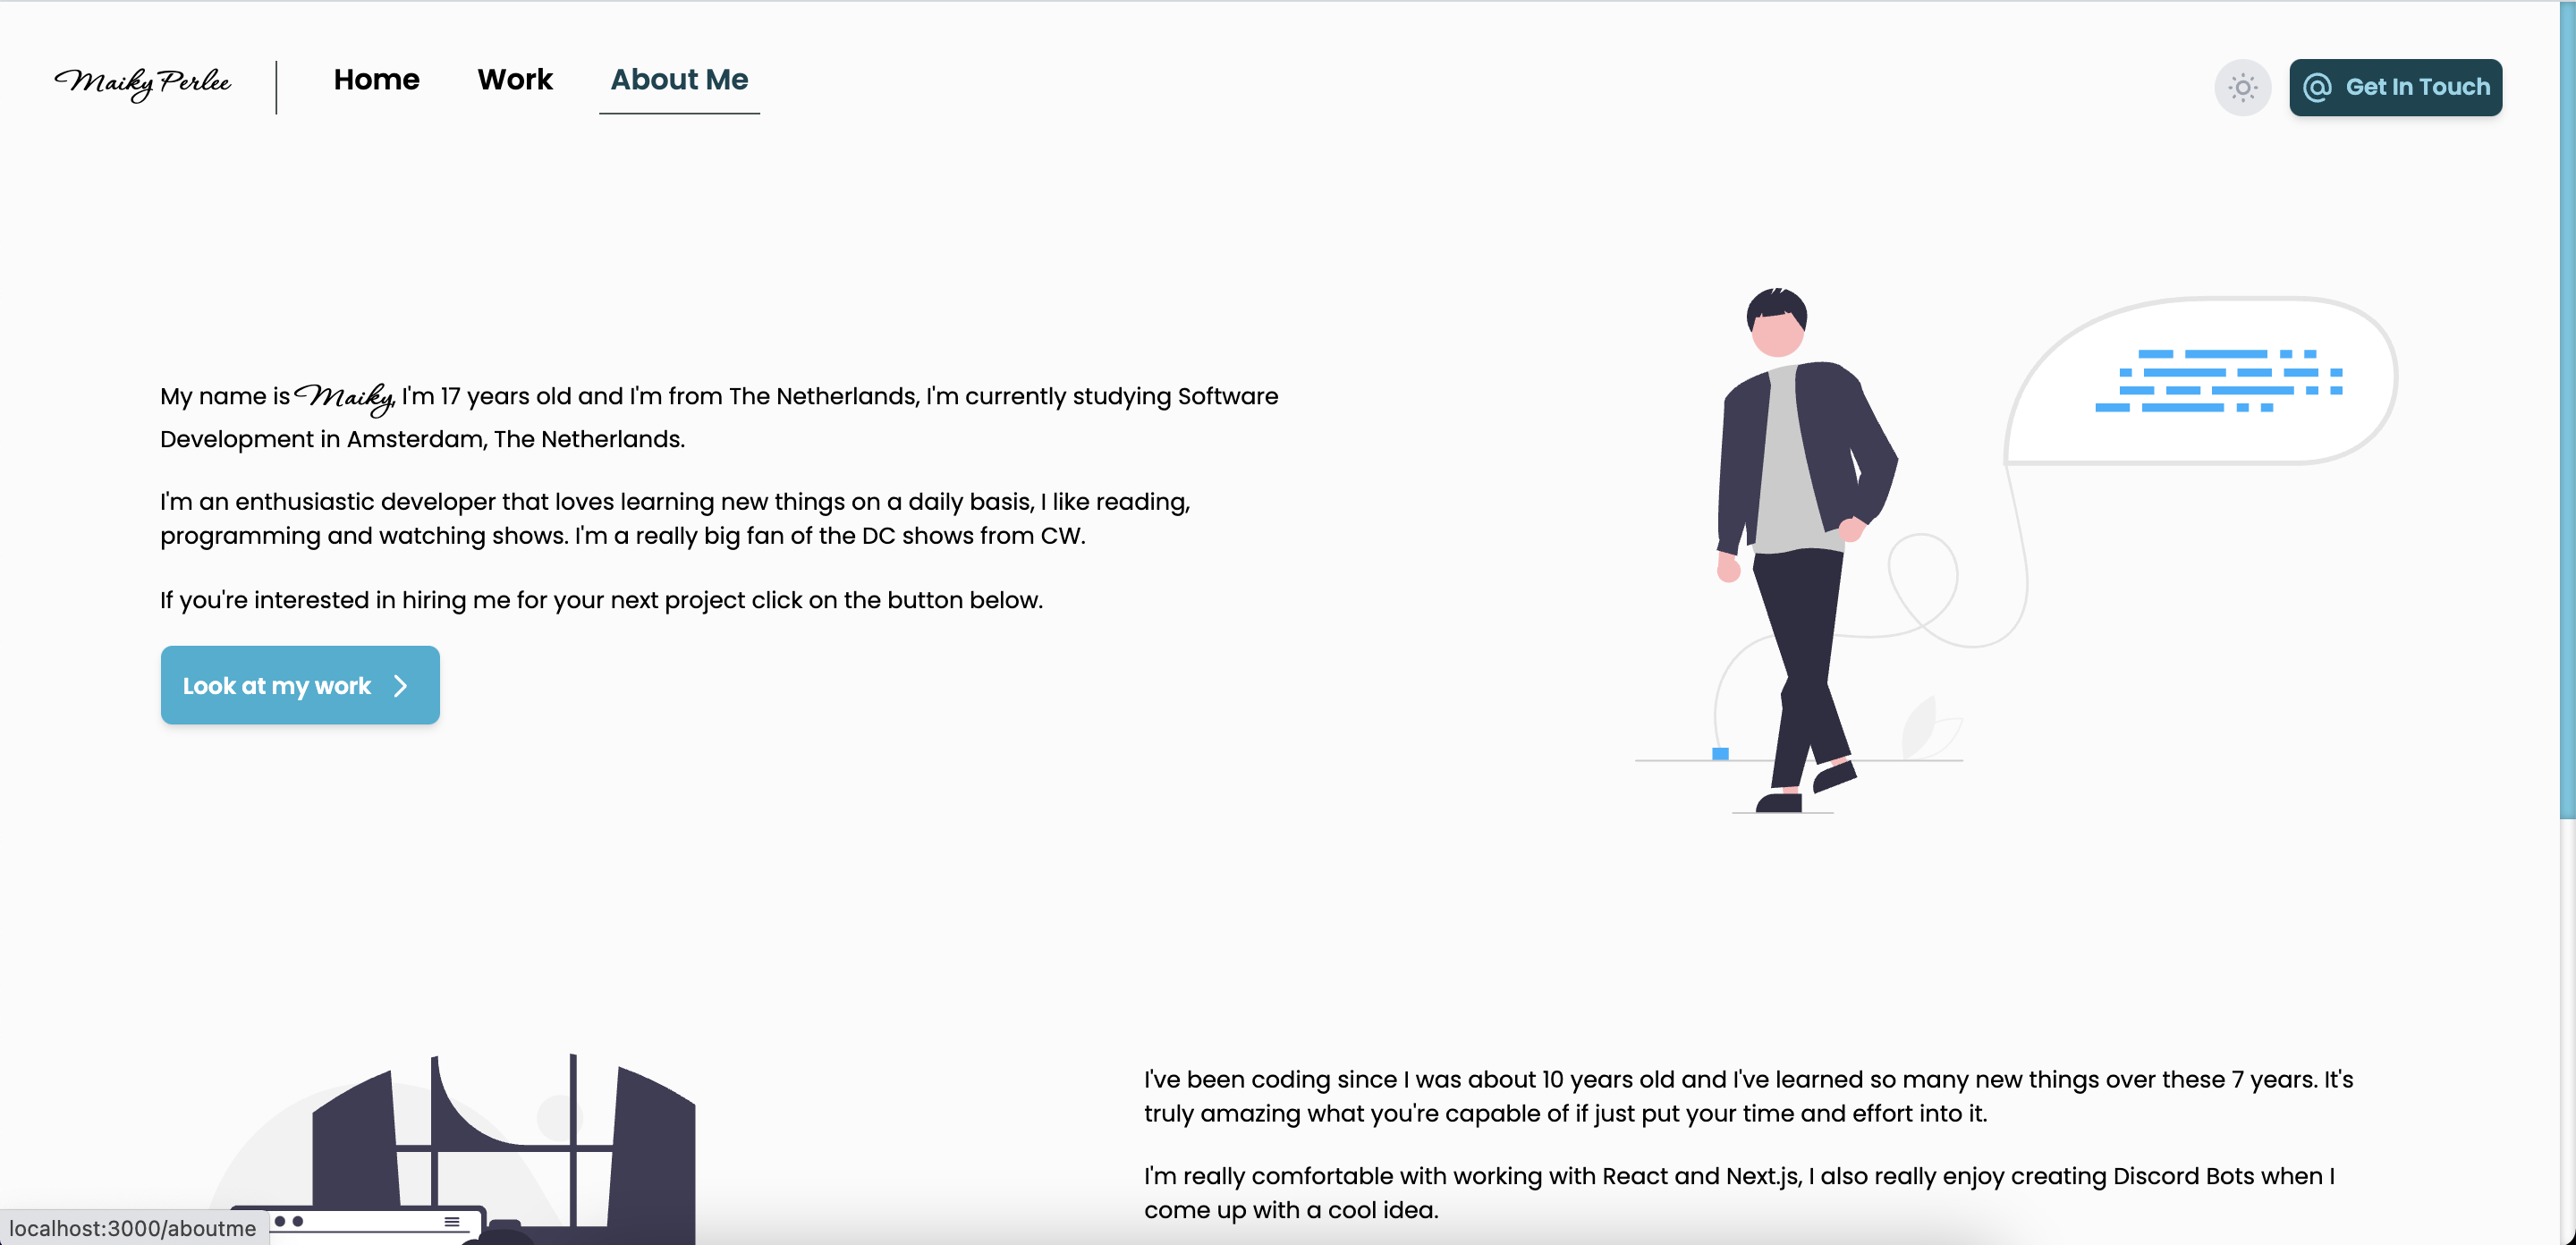 Maiky Perlee
Home
Work
About Me
Get In Touch
My name is Maiky, I'm 17 years old and I'm from The Netherlands, I'm currently studying Software
Development in Amsterdam, The Netherlands.
I'm an enthusiastic developer that loves learning new things on a daily basis, I like reading,
programming and watching shows. I'm a really big fan of the DC shows from CW.
If you're interested in hiring me for your next project click on the button below.
Look at my work
I've been coding since I was about 10 years old and I've learned so many new things over these 7 years. It's
truly amazing what you're capable of if just put your time and effort into it.
I'm really comfortable with working with React and Next.js, I also really enjoy creating Discord Bots when I
come up with a cool idea.
localhost:3000/aboutme